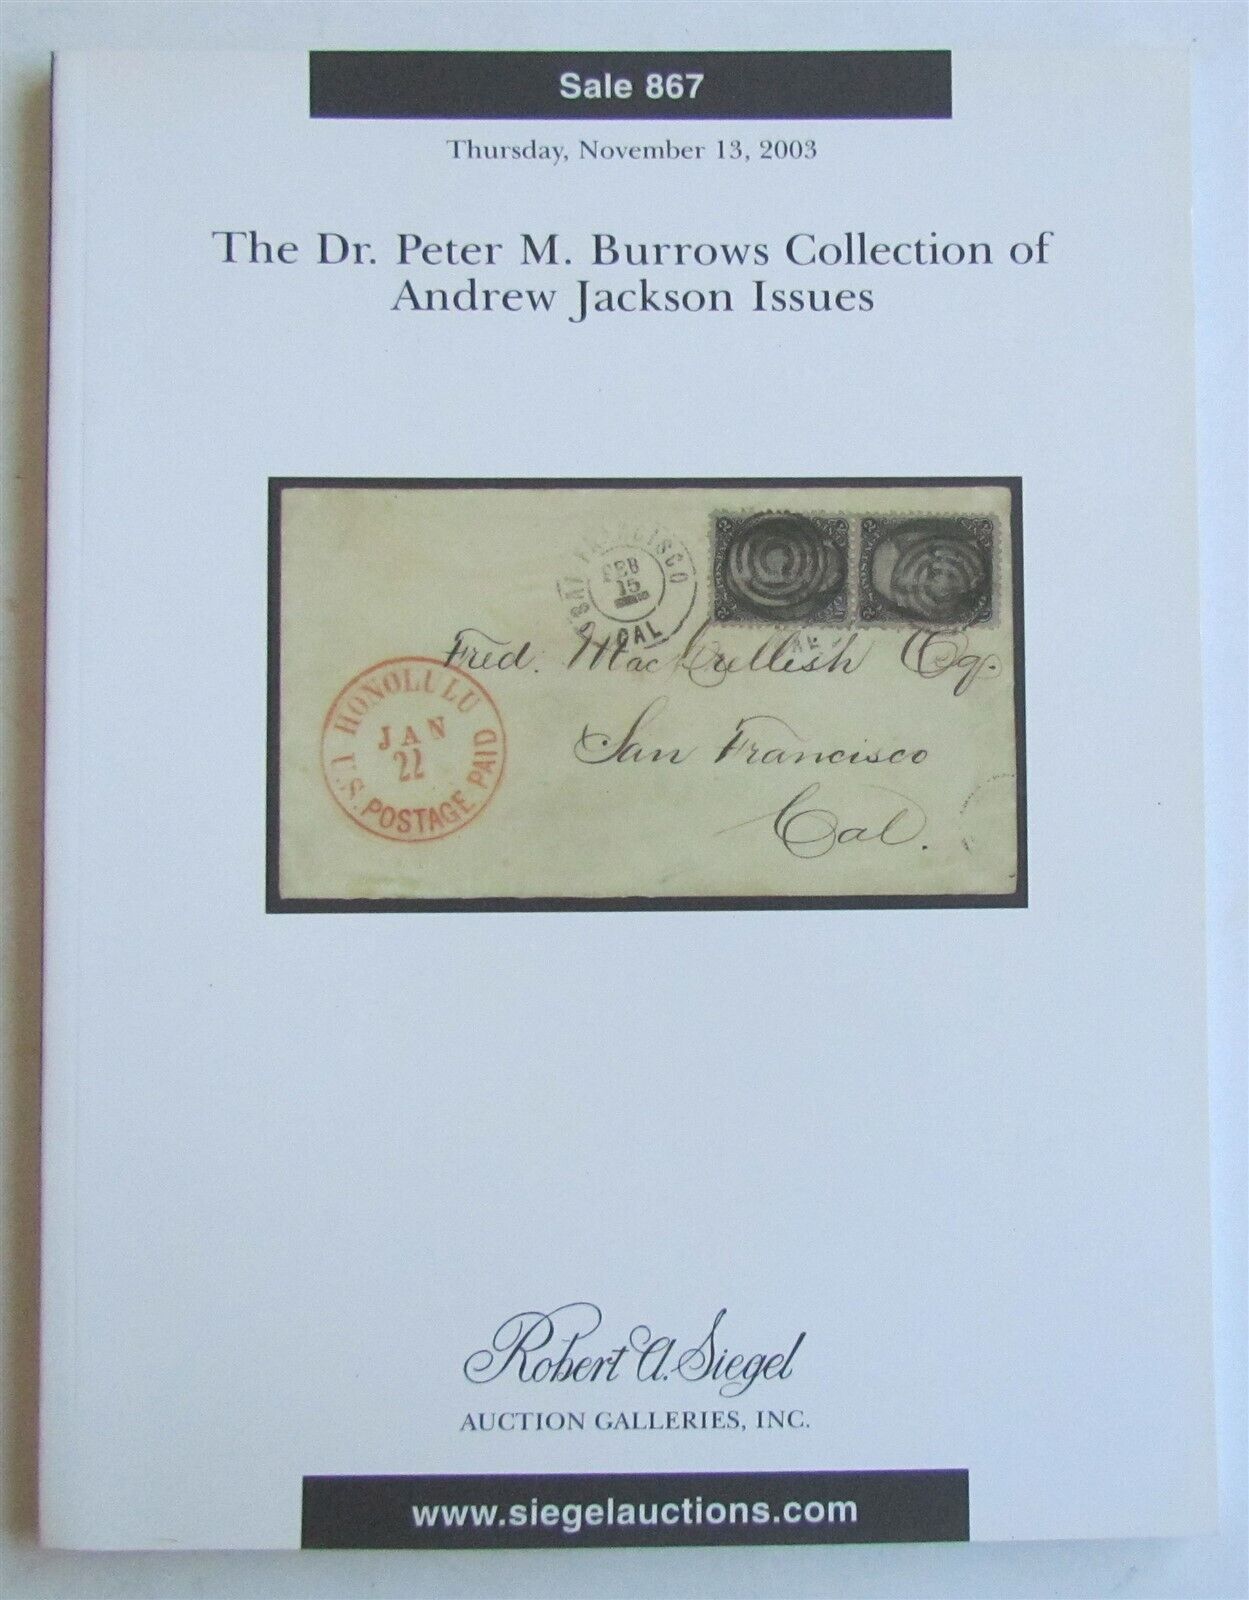 Sale 867
Thursday, November 13, 2003
The Dr. Peter M. Burrows Collection of
Andrew Jackson Issues
SAN FRANCISCO
FEB
15
CAL
Fred. MacCrellish Esq.
HONOLULU
JAN
22
U.S. POSTAGE PAID
San Francisco
Cal.
Robert A. Siegel
AUCTION GALLERIES, INC.
www.siegelauctions.com